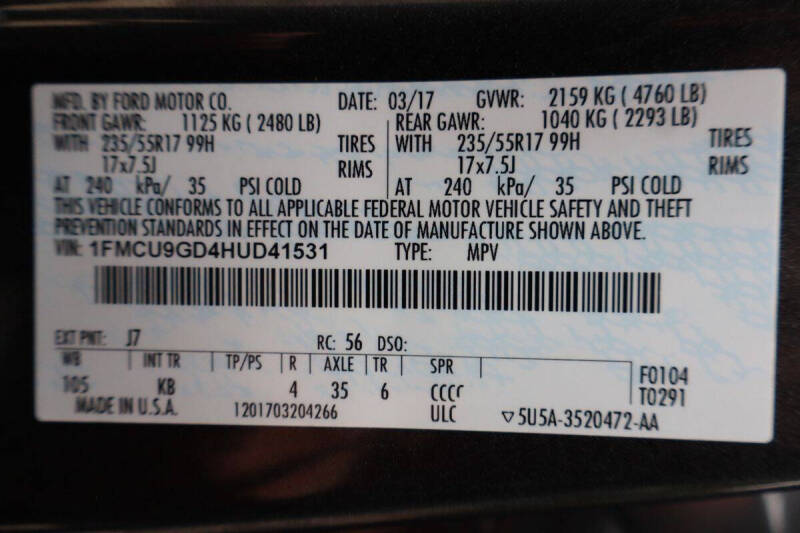 MFD. BY FORD MOTOR CO. DATE: 03/17 GVWR: 2159 KG ( 4760 LB)
FRONT GAWR: 1125 KG ( 2480 LB) REAR GAWR: 1040 KG ( 2293 LB)
WITH 235/55R17 99H TIRES WITH 235/55R17 99H TIRES
17x7.5J RIMS 17x7.5J RIMS
AT 240 kPa/ 35 PSI COLD AT 240 kPa/ 35 PSI COLD
THIS VEHICLE CONFORMS TO ALL APPLICABLE FEDERAL MOTOR VEHICLE SAFETY AND THEFT
PREVENTION STANDARDS IN EFFECT ON THE DATE OF MANUFACTURE SHOWN ABOVE.
VIN: 1FMCU9GD4HUD41531 TYPE: MPV
EXT PNT: J7 RC: 56 DSO:
WB INT TR TP/PS R AXLE TR SPR F0104
105 KB 4 35 6 CCCC T0291
MADE IN U.S.A. 1201703204266 ULC ▽5U5A-3520472-AA